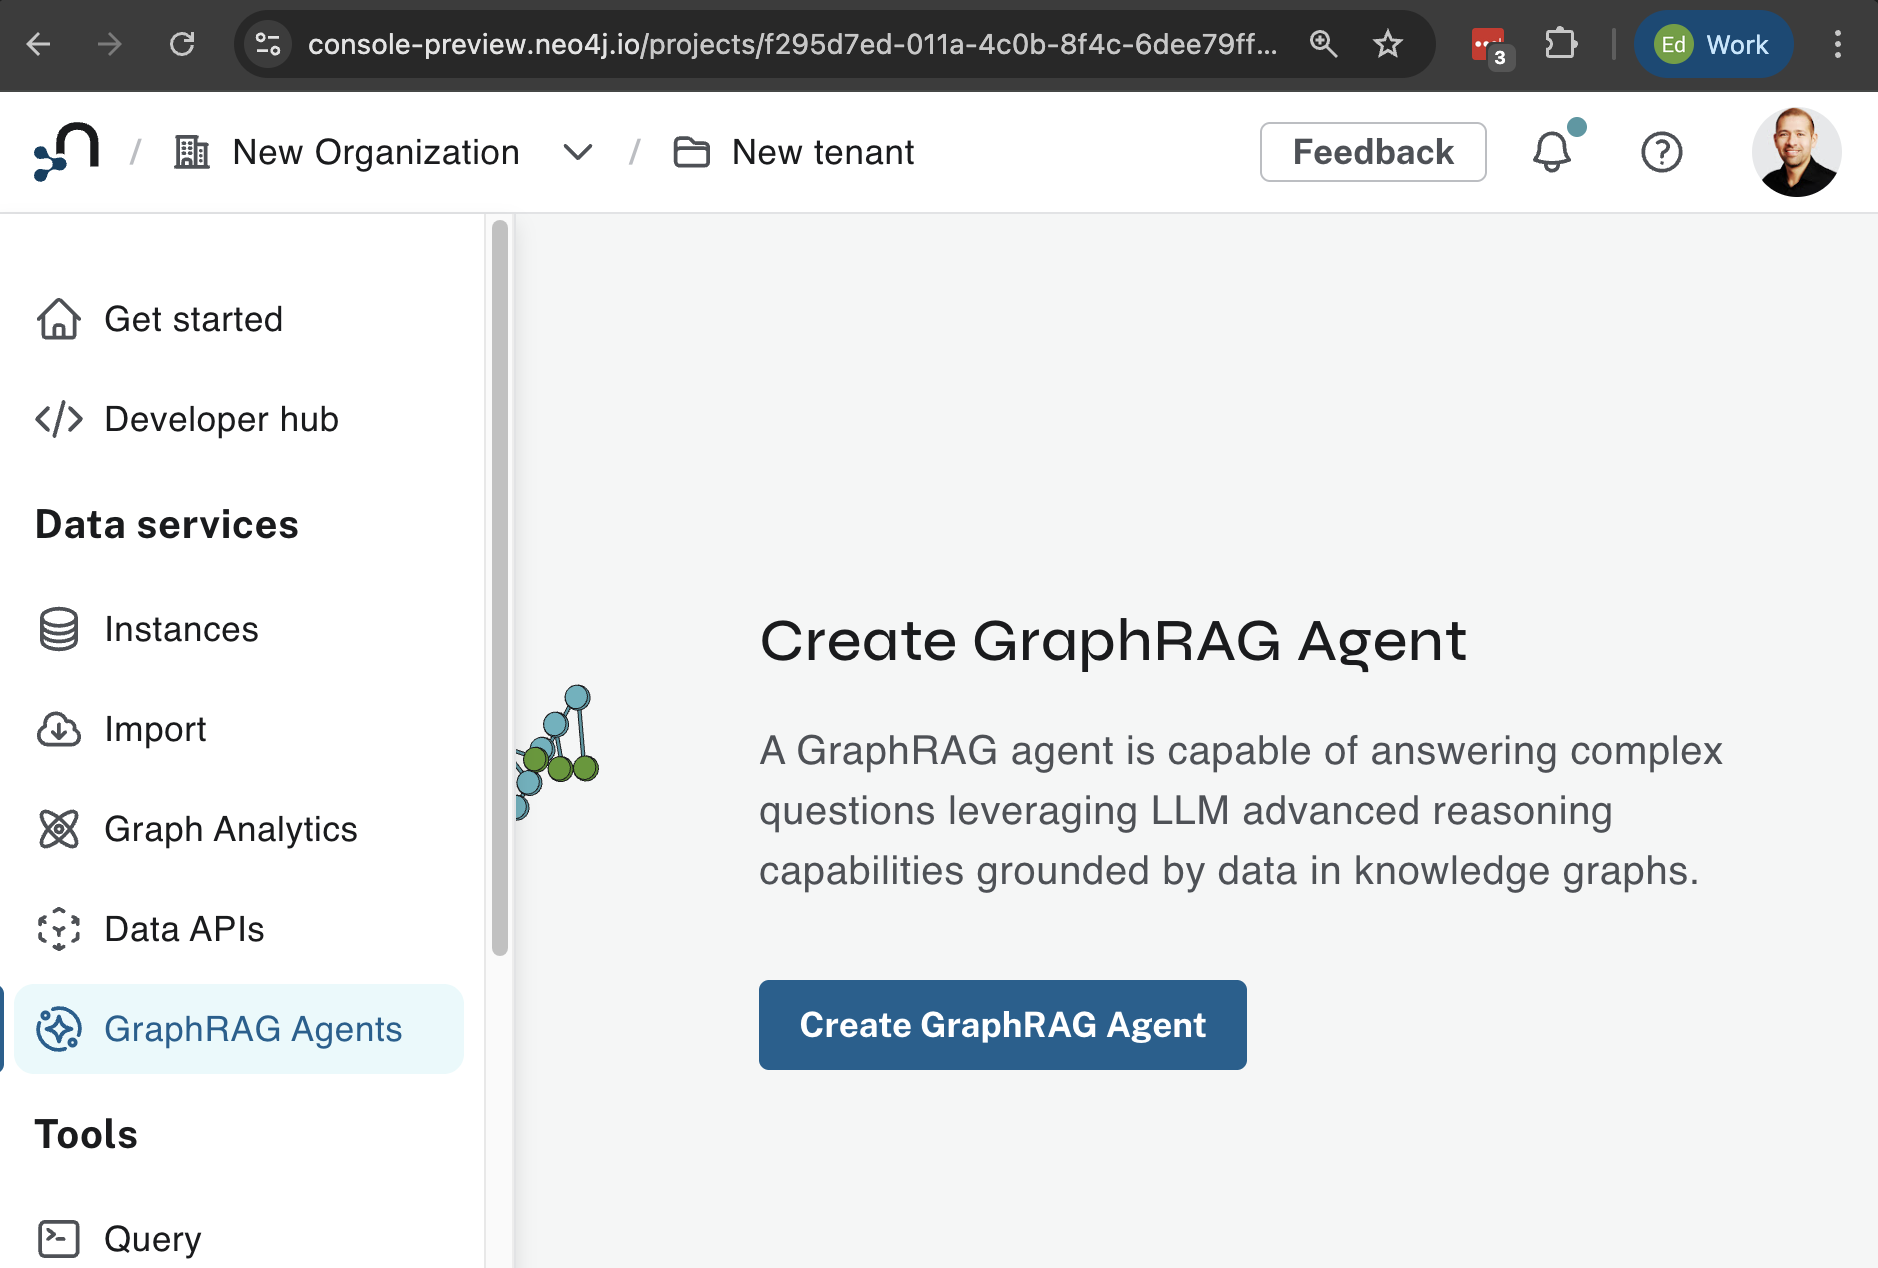 console-preview.neo4j.io/projects/f295d7ed-011a-4c0b-8f4c-6dee79ff...
3
Ed
Work
New Organization / New tenant
Feedback
Get started
Developer hub
Data services
Instances
Import
Graph Analytics
Data APIs
GraphRAG Agents
Tools
Query
Create GraphRAG Agent
A GraphRAG agent is capable of answering complex
questions leveraging LLM advanced reasoning
capabilities grounded by data in knowledge graphs.
Create GraphRAG Agent